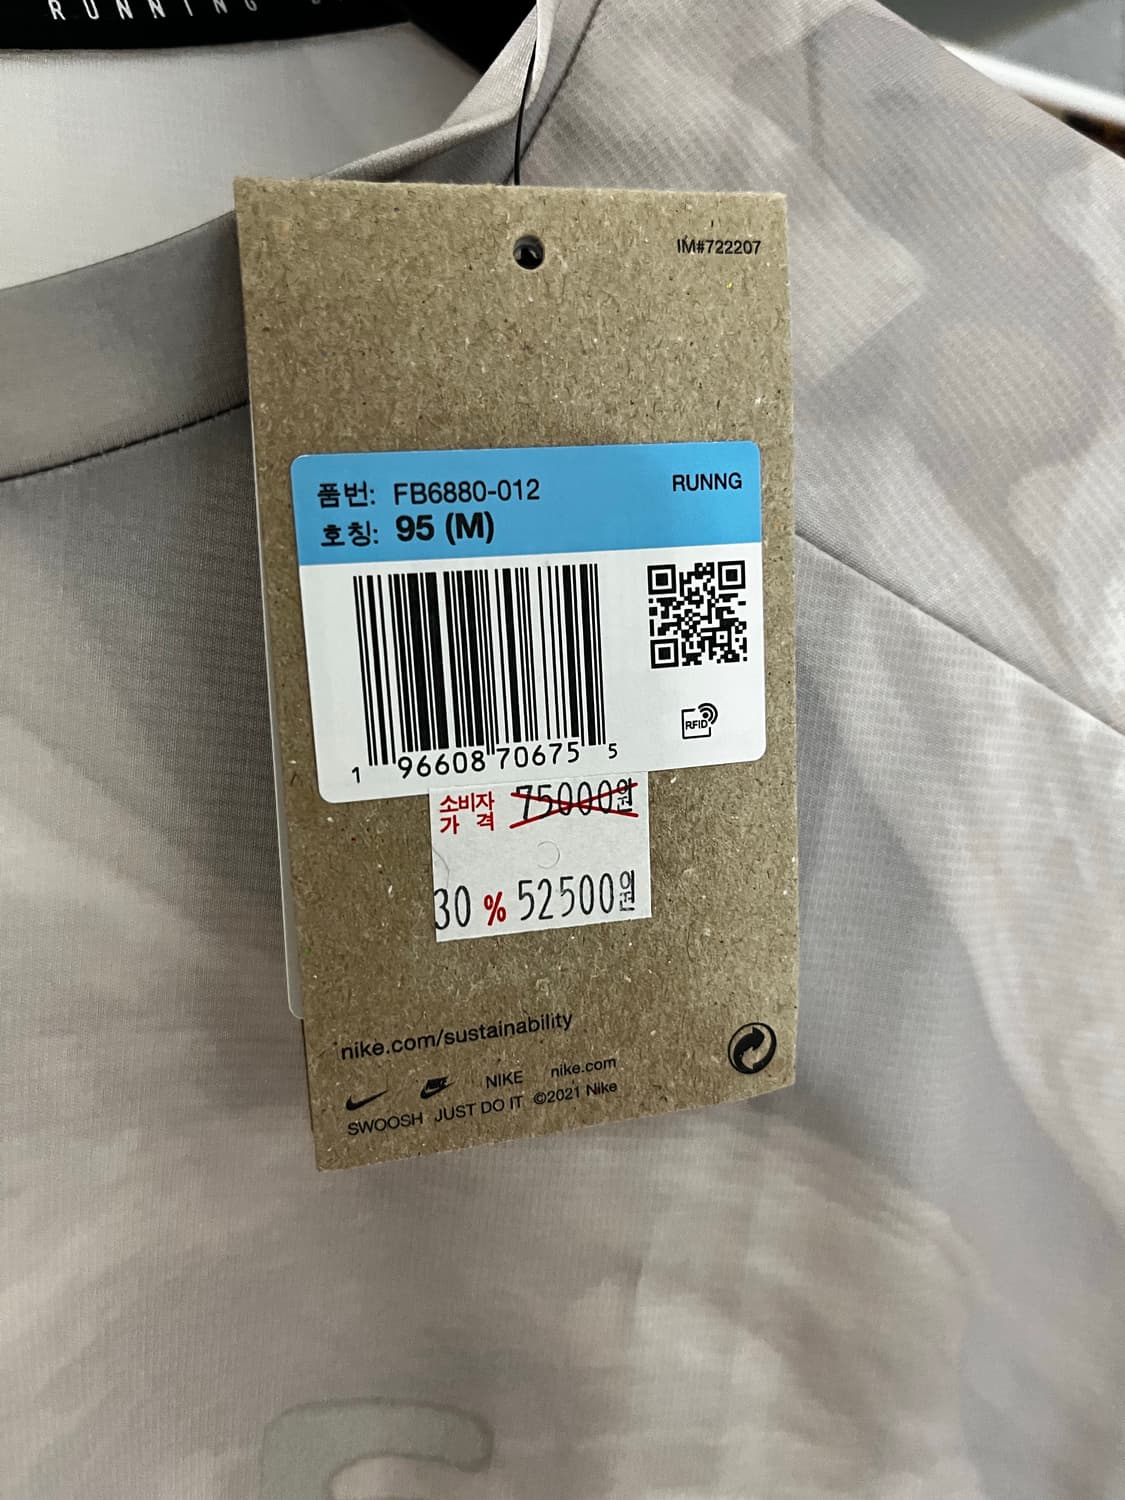 RUNNING
IM#722207
품번: FB6880-012
RUNNG
호칭: 95 (M)
RFID
1 96608 70675 5
소비자
가 격 75000원
30 % 52500원
nike.com/sustainability
NIKE nike.com
SWOOSH JUST DO IT ©2021 Nike